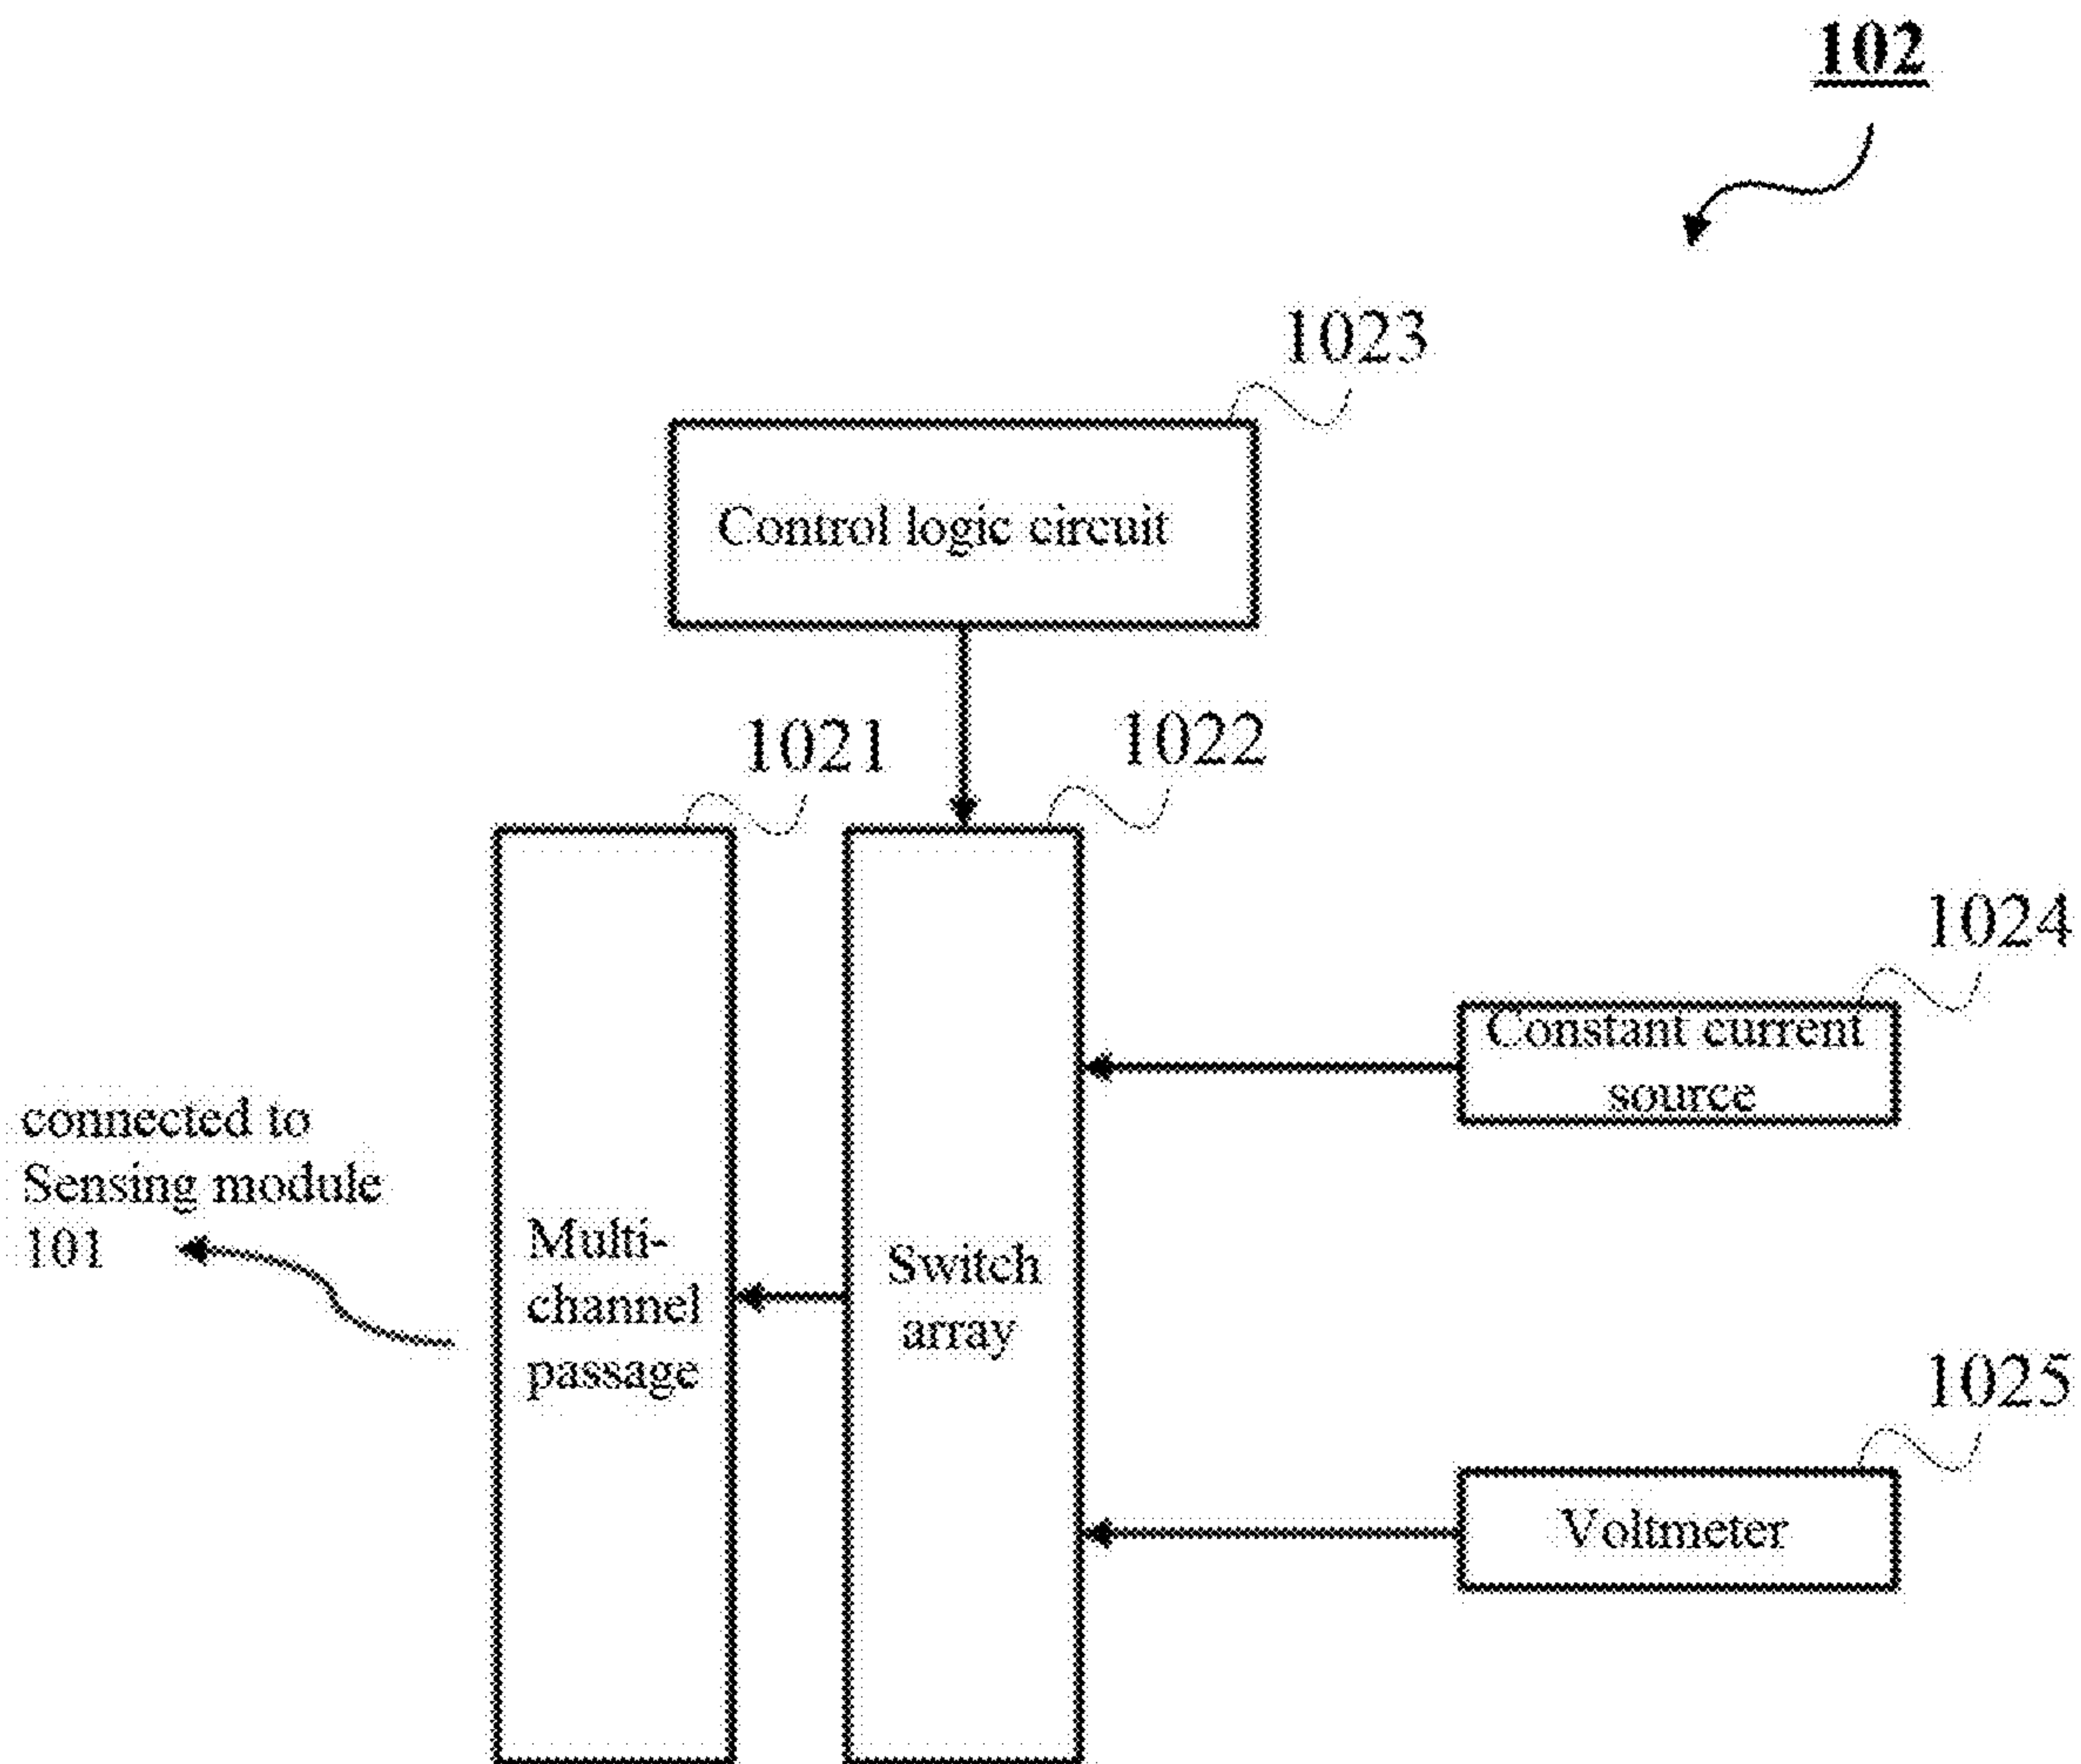 102
1023
Control logic circuit
1021
1022
1024
Constant current
source
connected to
Sensing module
101
Multi-
channel
passage
Switch
array
1025
Voltmeter